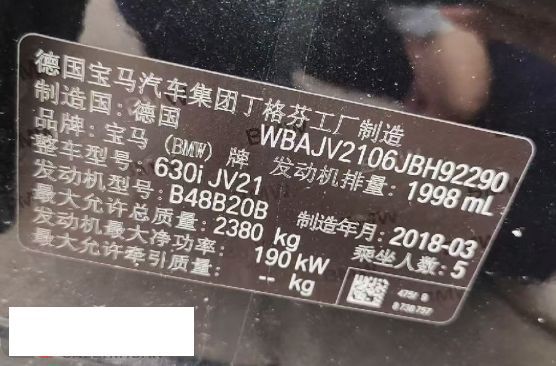 德国宝马汽车集团丁格芬工厂制造
制造国：德国
WBAJV2106JBH92290
品牌：宝马（BMW）牌
整车型号：630i JV21
发动机排量：1998 mL
发动机型号：B48B20B
最大允许总质量：2380 kg
制造年月：2018-03
发动机最大净功率：190 kW
乘坐人数：5
最大允许牵引质量：-- kg